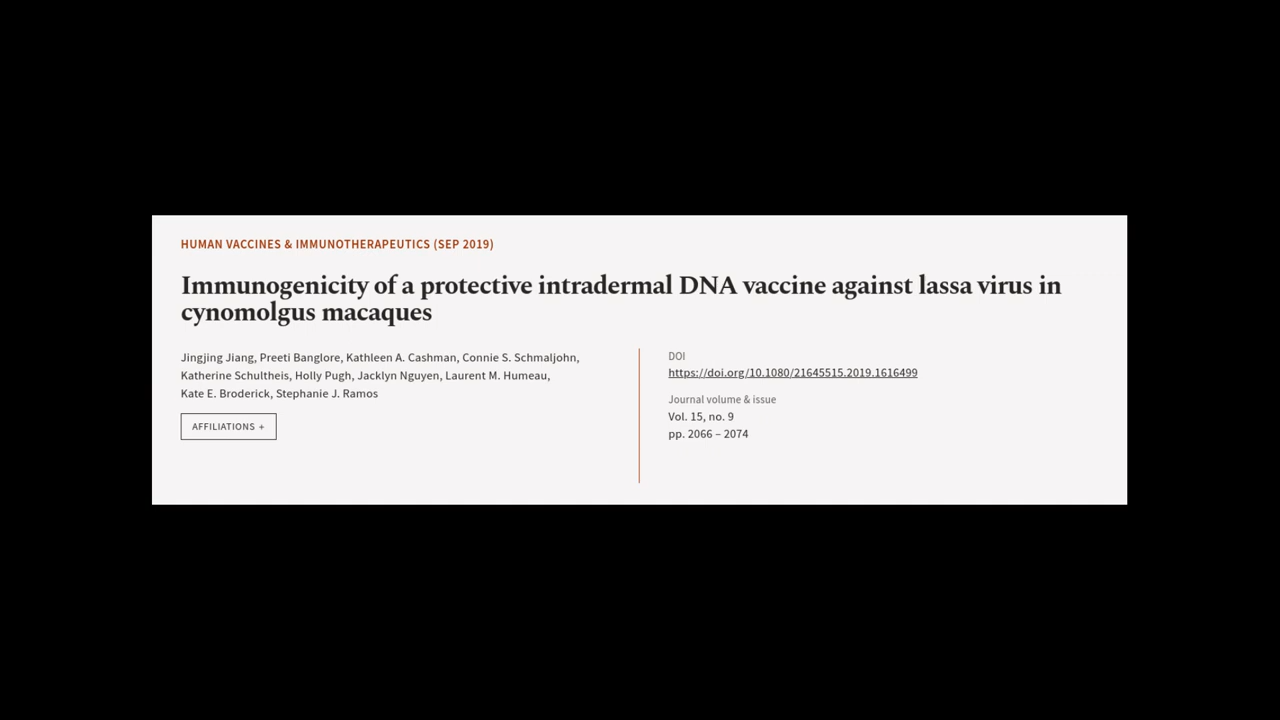 HUMAN VACCINES & IMMUNOTHERAPEUTICS (SEP 2019)
Immunogenicity of a protective intradermal DNA vaccine against lassa virus in
cynomolgus macaques
Jingjing Jiang, Preeti Banglore, Kathleen A. Cashman, Connie S. Schmaljohn,
Katherine Schultheis, Holly Pugh, Jacklyn Nguyen, Laurent M. Humeau,
Kate E. Broderick, Stephanie J. Ramos
AFFILIATIONS +
DOI
https://doi.org/10.1080/21645515.2019.1616499
Journal volume & issue
Vol. 15, no. 9
pp. 2066 – 2074